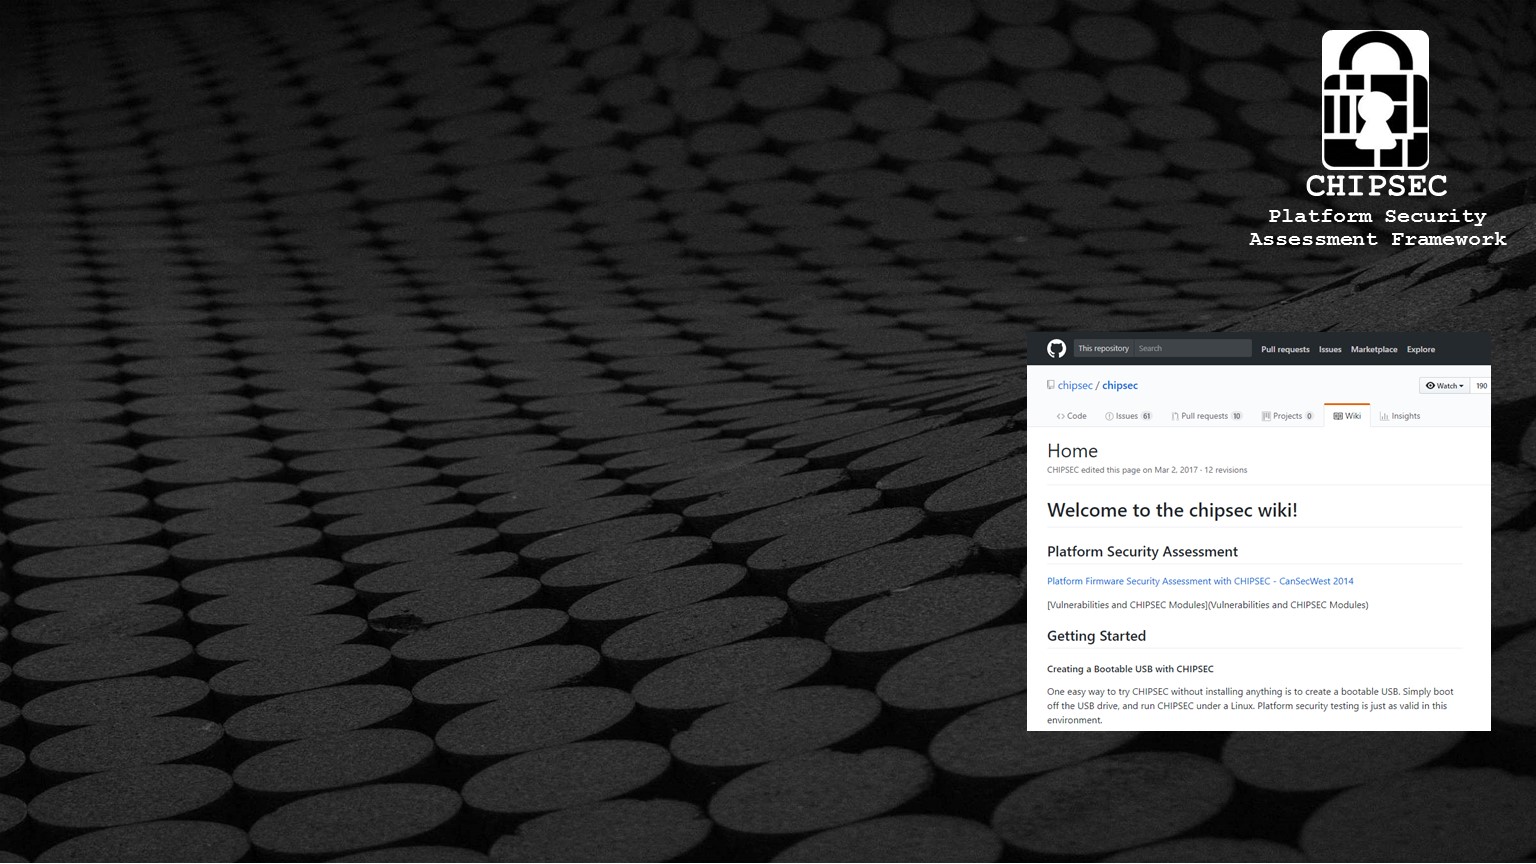 CHIPSEC
Platform Security
Assessment Framework
This repository Search Pull requests Issues Marketplace Explore
chipsec / chipsec Watch 190
Code Issues 61 Pull requests 10 Projects 0 Wiki Insights
Home
CHIPSEC edited this page on Mar 2, 2017 · 12 revisions
Welcome to the chipsec wiki!
Platform Security Assessment
Platform Firmware Security Assessment with CHIPSEC - CanSecWest 2014
[Vulnerabilities and CHIPSEC Modules](Vulnerabilities and CHIPSEC Modules)
Getting Started
Creating a Bootable USB with CHIPSEC
One easy way to try CHIPSEC without installing anything is to create a bootable USB. Simply boot
off the USB drive, and run CHIPSEC under a Linux. Platform security testing is just as valid in this
environment.